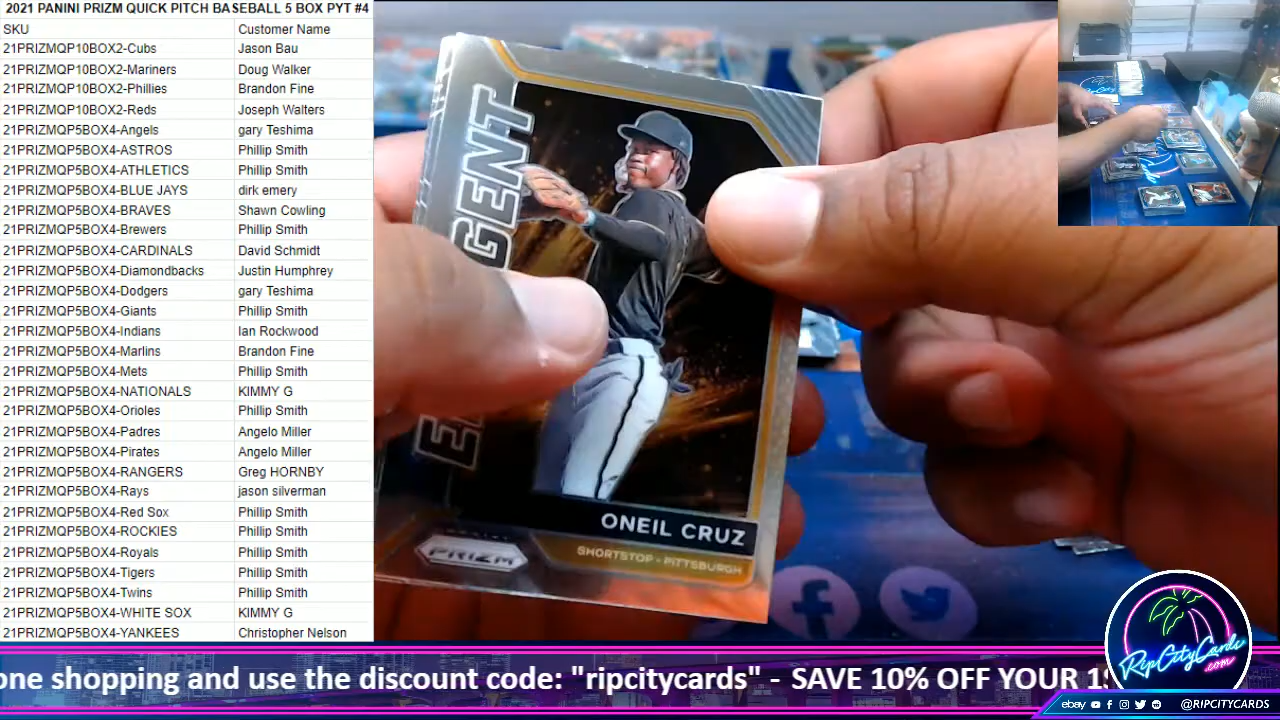 2021 PANINI PRIZM QUICK PITCH BASEBALL 5 BOX PYT #4
SKU Customer Name
21PRIZMQP10BOX2-Cubs Jason Bau
21PRIZMQP10BOX2-Mariners Doug Walker
21PRIZMQP10BOX2-Phillies Brandon Fine
21PRIZMQP10BOX2-Reds Joseph Walters
21PRIZMQP5BOX4-Angels gary Teshima
21PRIZMQP5BOX4-ASTROS Phillip Smith
21PRIZMQP5BOX4-ATHLETICS Phillip Smith
21PRIZMQP5BOX4-BLUE JAYS dirk emery
21PRIZMQP5BOX4-BRAVES Shawn Cowling
21PRIZMQP5BOX4-Brewers Phillip Smith
21PRIZMQP5BOX4-CARDINALS David Schmidt
21PRIZMQP5BOX4-Diamondbacks Justin Humphrey
21PRIZMQP5BOX4-Dodgers gary Teshima
21PRIZMQP5BOX4-Giants Phillip Smith
21PRIZMQP5BOX4-Indians Ian Rockwood
21PRIZMQP5BOX4-Marlins Brandon Fine
21PRIZMQP5BOX4-Mets Phillip Smith
21PRIZMQP5BOX4-NATIONALS KIMMY G
21PRIZMQP5BOX4-Orioles Phillip Smith
21PRIZMQP5BOX4-Padres Angelo Miller
21PRIZMQP5BOX4-Pirates Angelo Miller
21PRIZMQP5BOX4-RANGERS Greg HORNBY
21PRIZMQP5BOX4-Rays jason silverman
21PRIZMQP5BOX4-Red Sox Phillip Smith
21PRIZMQP5BOX4-ROCKIES Phillip Smith
21PRIZMQP5BOX4-Royals Phillip Smith
21PRIZMQP5BOX4-Tigers Phillip Smith
21PRIZMQP5BOX4-Twins Phillip Smith
21PRIZMQP5BOX4-WHITE SOX KIMMY G
21PRIZMQP5BOX4-YANKEES Christopher Nelson
ONEIL CRUZ
SHORTSTOP - PITTSBURGH
PRIZM
one shopping and use the discount code: "ripcitycards" - SAVE 10% OFF YOUR
RipCityCards
.com
ebay @RIPCITYCARDS